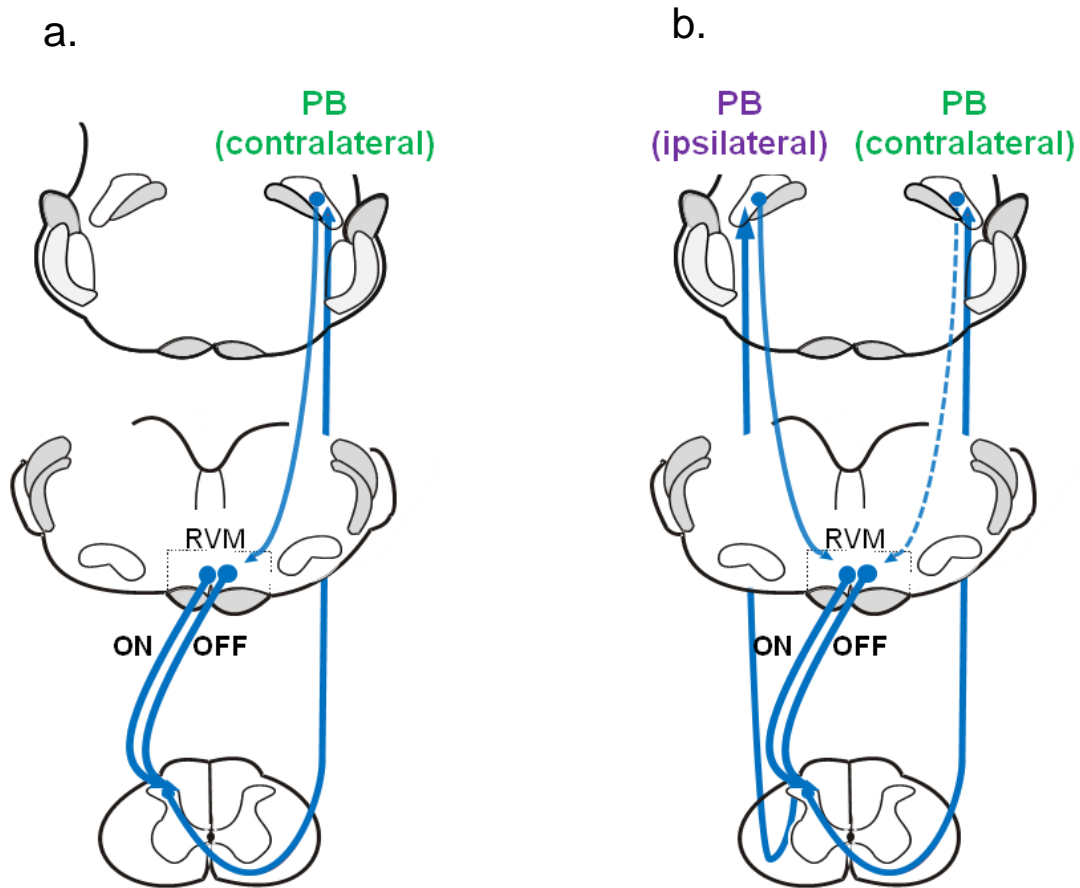 a.
PB
(contralateral)
RVM
ON OFF
b.
PB
(ipsilateral)
PB
(contralateral)
RVM
ON OFF